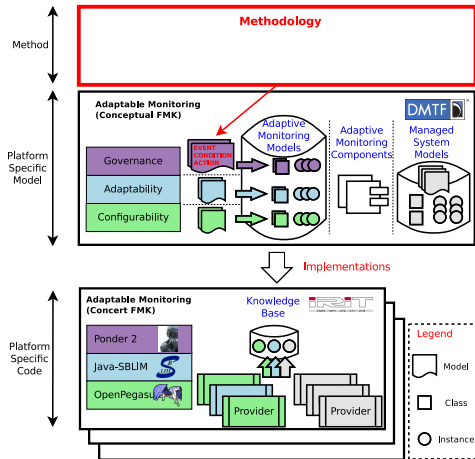 Methodology
Method
Adaptable Monitoring
(Conceptual FMK)
DMTF
EVENT
CONDITION
ACTION
Adaptive
Monitoring
Models
Adaptive
Monitoring
Components
Managed
System
Models
Governance
Adaptability
Configurability
Platform
Specific
Model
Implementations
Adaptable Monitoring
(Concert FMK)
Knowledge
Base
IRIT
Ponder 2
Java-SBLIM
OpenPegasu
Provider
Provider
Platform
Specific
Code
Legend
Model
Class
Instance